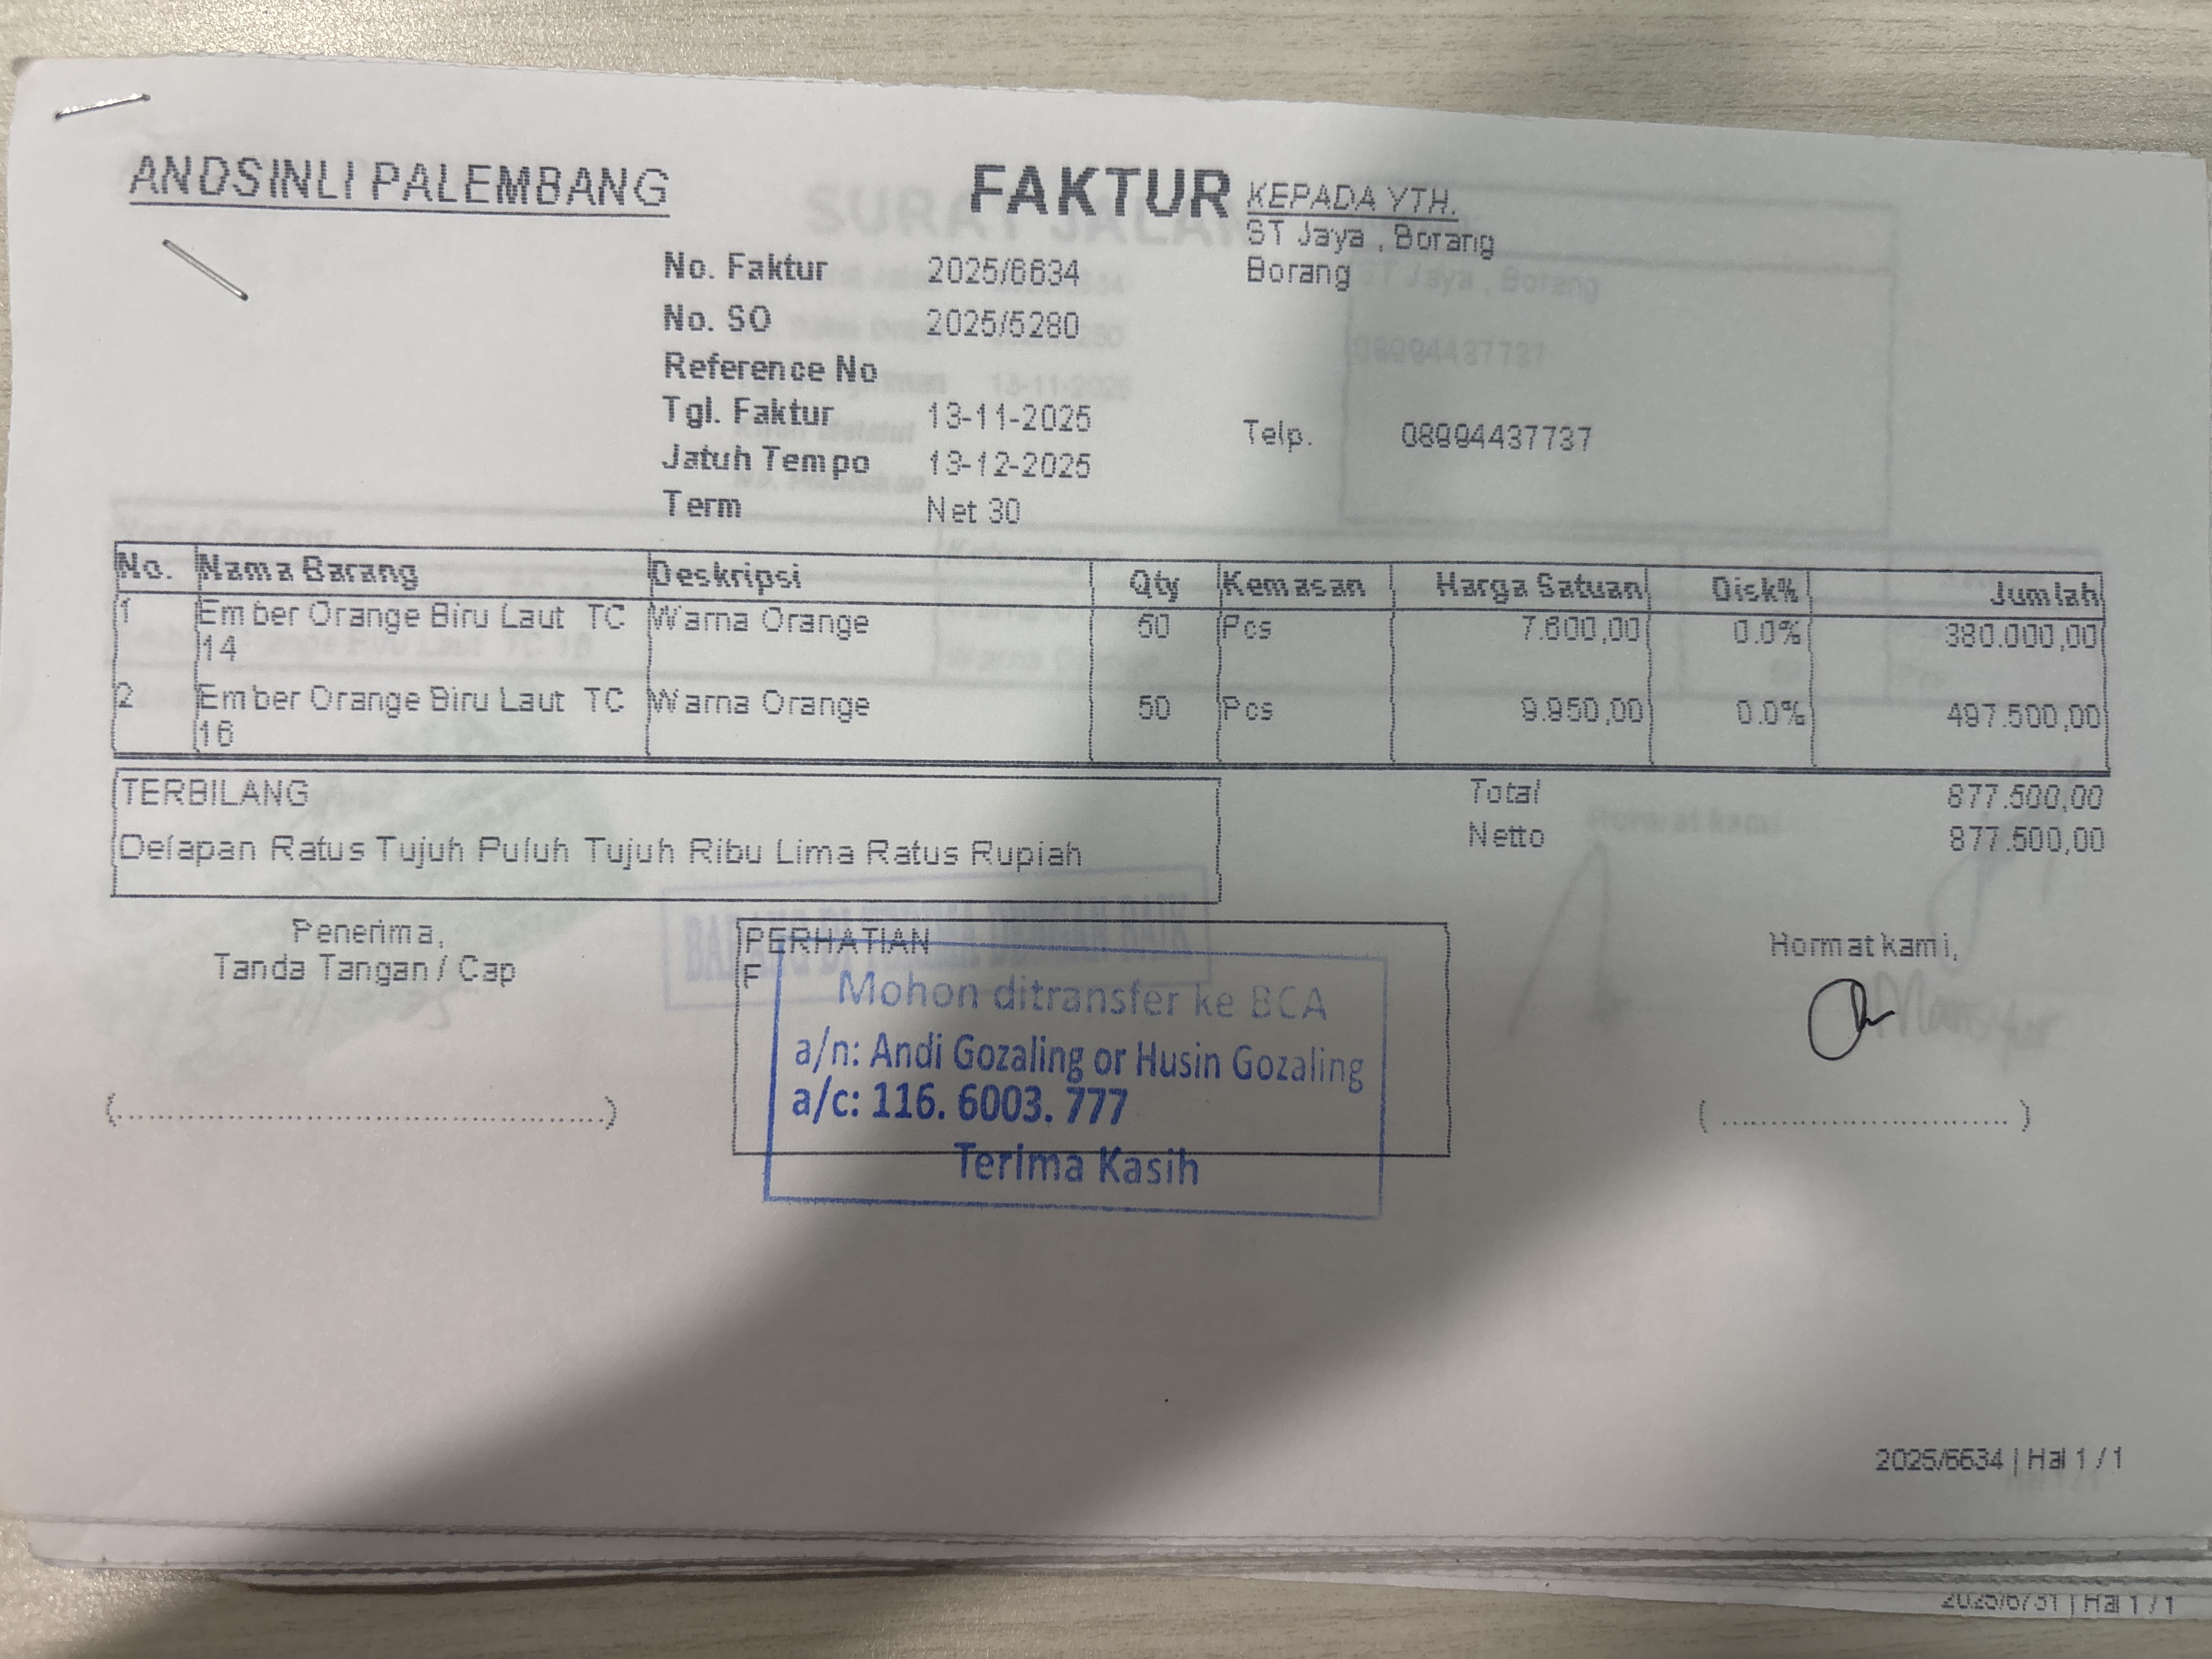 ANDSINLI PALEMBANG
FAKTUR
KEPADA YTH.
ST Jaya , Borang
Borang
No. Faktur 2025/6634
No. SO 2025/5280
Reference No
Tgl. Faktur 13-11-2025
Telp. 08994437737
Jatuh Tempo 13-12-2025
Term Net 30
No. Nama Barang Deskripsi Qty Kemasan Harga Satuan Disk% Jumlah
1 Ember Orange Biru Laut TC Warna Orange 50 Pcs 7.600,00 0.0% 380.000,00
14
2 Ember Orange Biru Laut TC Warna Orange 50 Pcs 9.950,00 0.0% 497.500,00
16
TERBILANG
Delapan Ratus Tujuh Puluh Tujuh Ribu Lima Ratus Rupiah
Total 877.500,00
Netto 877.500,00
Penerima,
Tanda Tangan / Cap
PERHATIAN
F
Mohon ditransfer ke BCA
a/n: Andi Gozaling or Husin Gozaling
a/c: 116. 6003. 777
Terima Kasih
Hormat kami,
(..........................................................)
( ................................. )
2025/6634 | Hal 1 / 1
2025/6731 | Hal 1 / 1